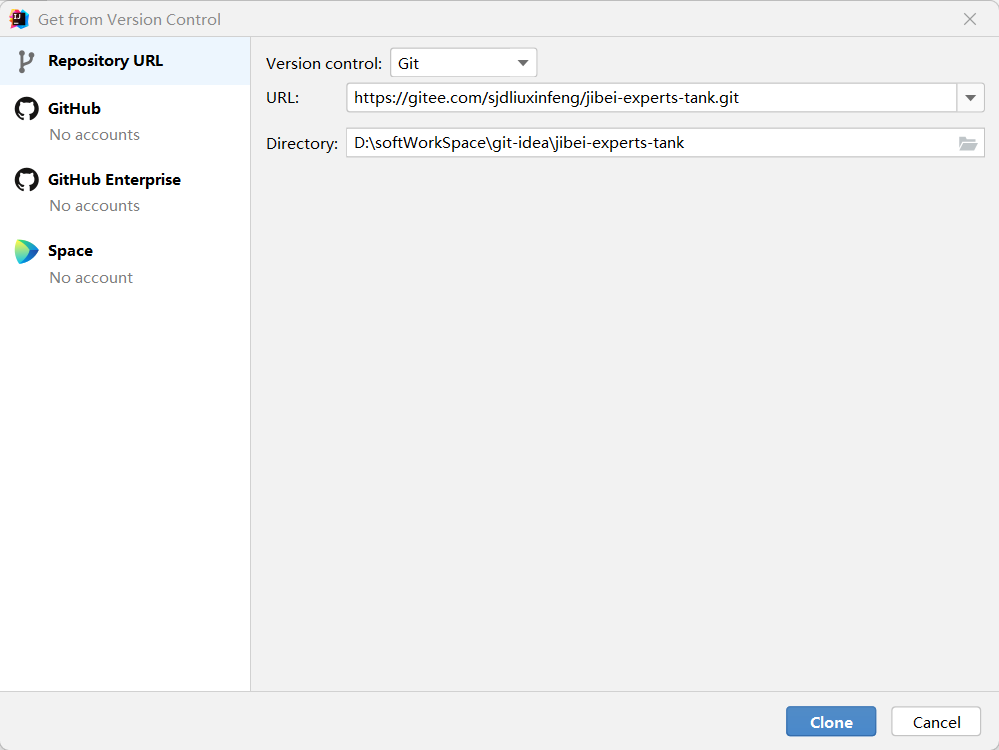 Get from Version Control
Repository URL
GitHub
No accounts
GitHub Enterprise
No accounts
Space
No account
Version control: Git
URL: https://gitee.com/sjdliuxinfeng/jibei-experts-tank.git
Directory: D:\softWorkSpace\git-idea\jibei-experts-tank
Clone Cancel